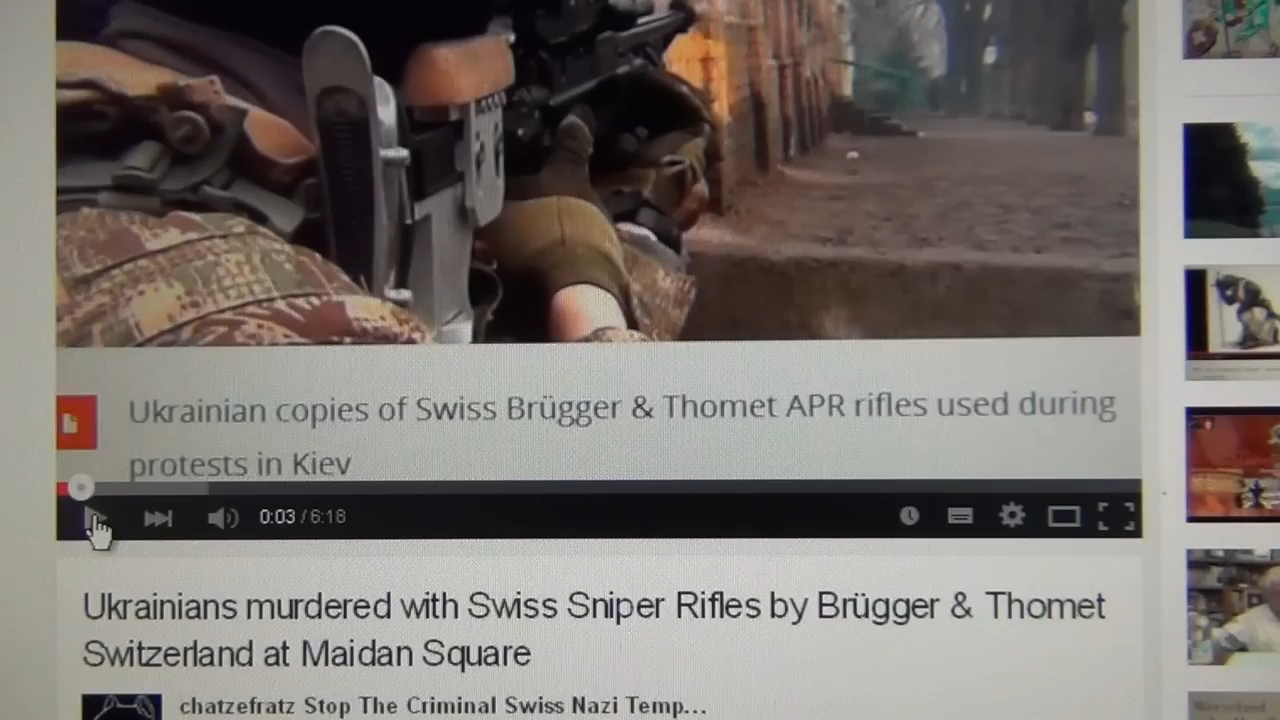 Ukrainian copies of Swiss Brügger & Thomet APR rifles used during
protests in Kiev
0:03 / 6:18
Ukrainians murdered with Swiss Sniper Rifles by Brügger & Thomet
Switzerland at Maidan Square
chatzefratz Stop The Criminal Swiss Nazi Temp...